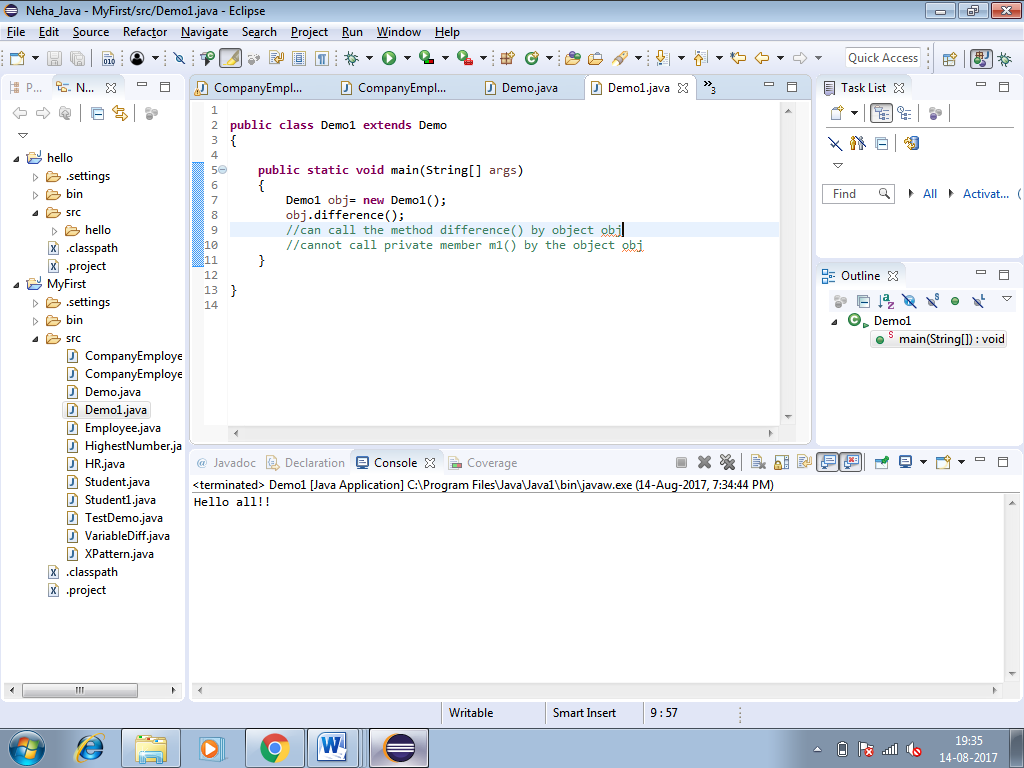 Neha_Java - MyFirst/src/Demo1.java - Eclipse
File Edit Source Refactor Navigate Search Project Run Window Help
Quick Access
P... N...
hello
.settings
bin
src
hello
.classpath
.project
MyFirst
.settings
bin
src
CompanyEmploye
CompanyEmploye
Demo.java
Demo1.java
Employee.java
HighestNumber.ja
HR.java
Student.java
Student1.java
TestDemo.java
VariableDiff.java
XPattern.java
.classpath
.project
CompanyEmpl... CompanyEmpl... Demo.java Demo1.java »3
1
2 public class Demo1 extends Demo
3 {
4
5 public static void main(String[] args)
6 {
7 Demo1 obj= new Demo1();
8 obj.difference();
9 //can call the method difference() by object obj
10 //cannot call private member m1() by the object obj
11 }
12
13 }
14
Task List
Find All Activat...
Outline
Demo1
main(String[]) : void
@ Javadoc Declaration Console Coverage
<terminated> Demo1 [Java Application] C:\Program Files\Java\Java1\bin\javaw.exe (14-Aug-2017, 7:34:44 PM)
Hello all!!
Writable Smart Insert 9 : 57
19:35
14-08-2017